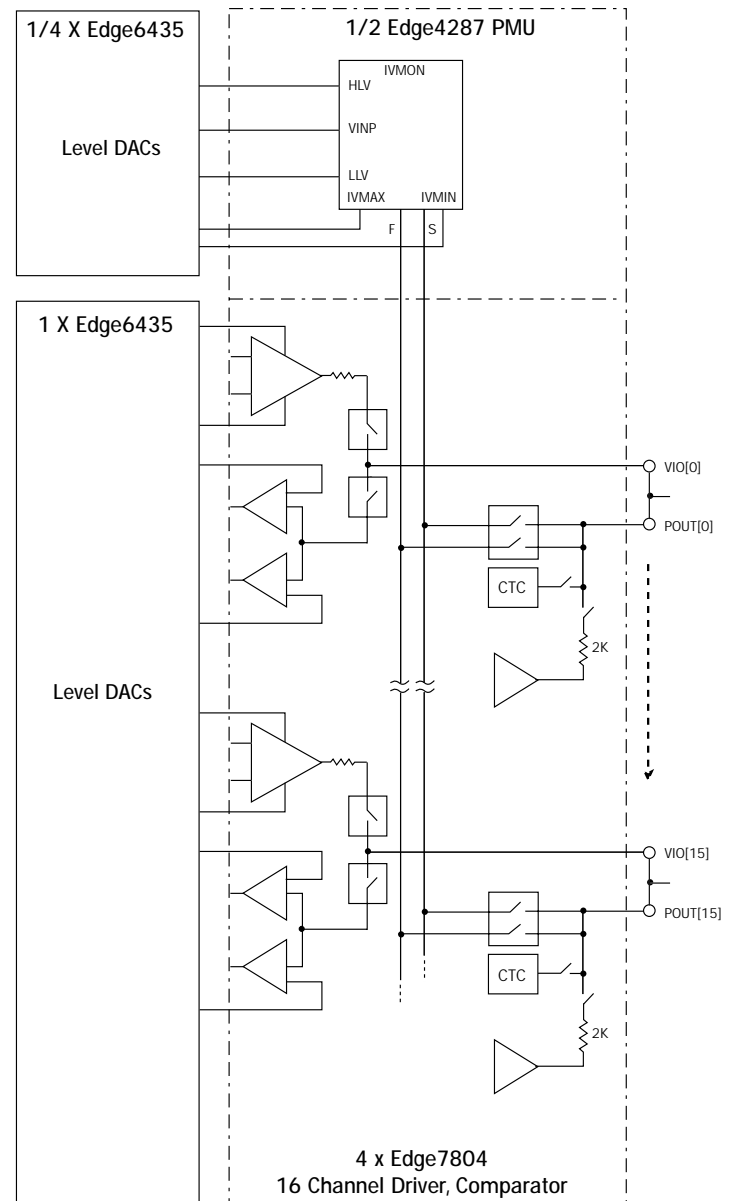 1/4 X Edge6435
Level DACs
1/2 Edge4287 PMU
IVMON
HLV
VINP
LLV
IVMAX
IVMIN
F
S
1 X Edge6435
VIO[0]
POUT[0]
CTC
2K
Level DACs
VIO[15]
POUT[15]
CTC
2K
4 x Edge7804
16 Channel Driver, Comparator